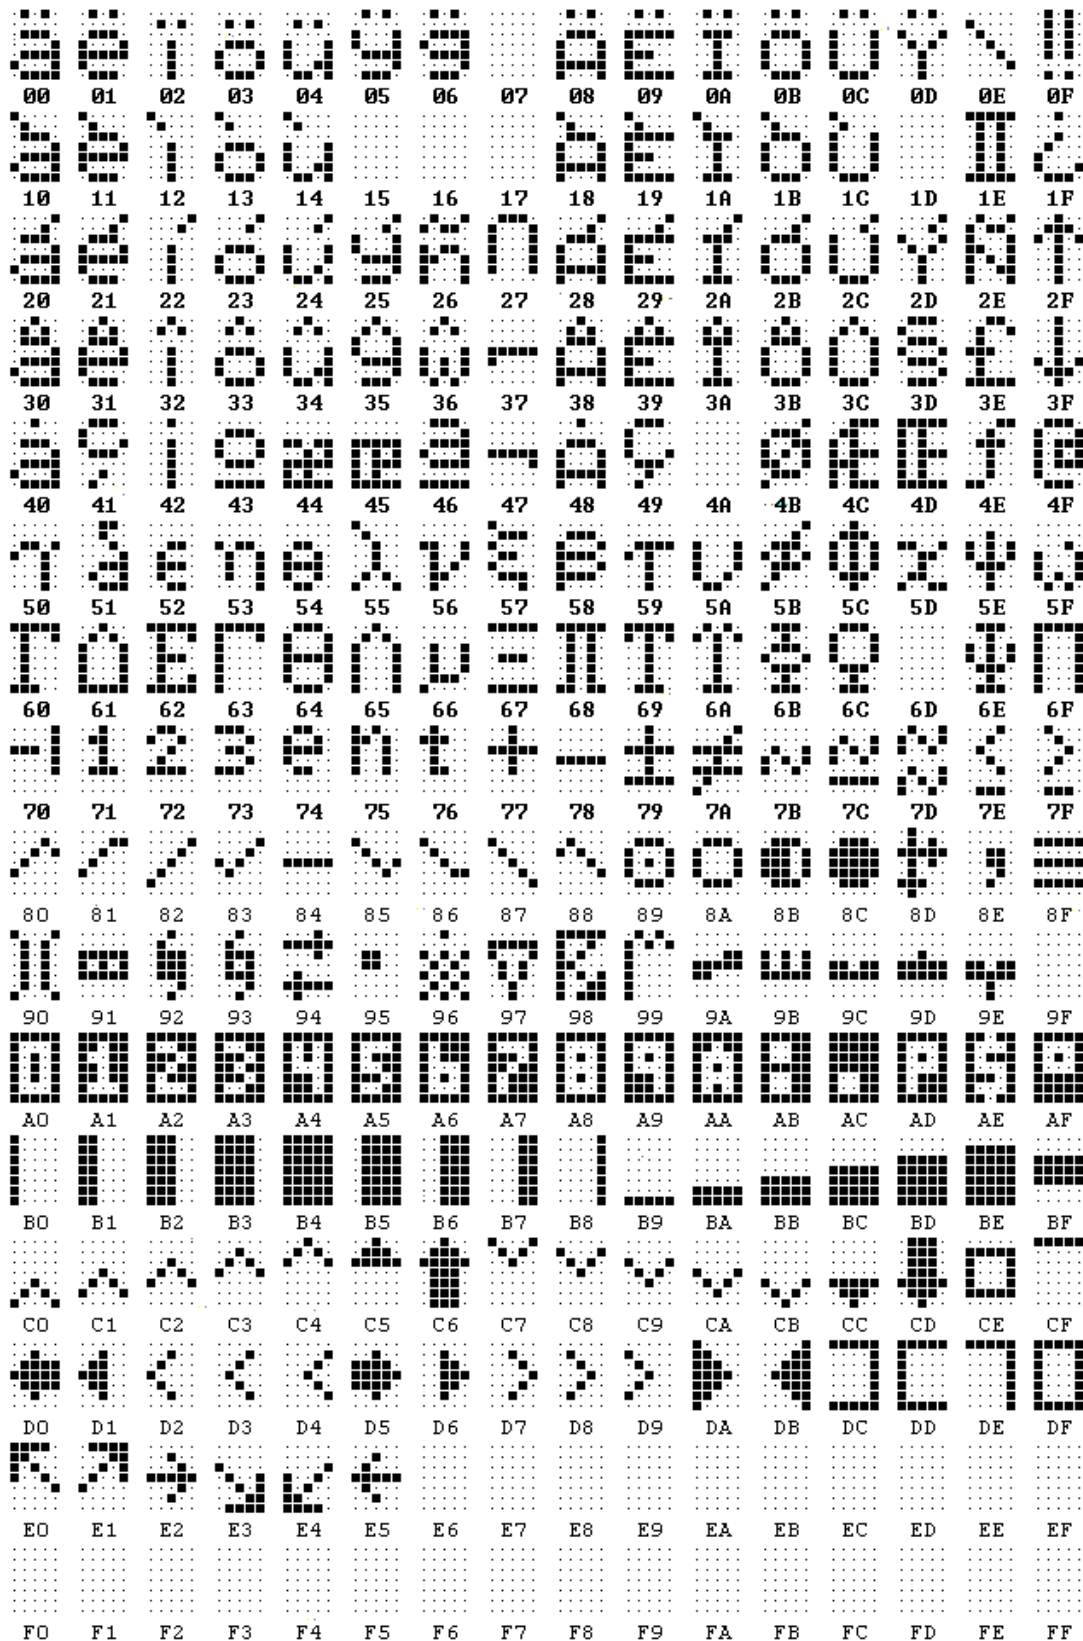 ä ë ï ö ü ÿ Ä Ë Ï Ö Ü Ÿ \ ‼
00 01 02 03 04 05 06 07 08 09 0A 0B 0C 0D 0E 0F
à è ì ò ù À È Ì Ò Ù ¿
10 11 12 13 14 15 16 17 18 19 1A 1B 1C 1D 1E 1F
á é í ó ú ý ñ Á É Í Ó Ú Ý Ñ ↑
20 21 22 23 24 25 26 27 28 29 2A 2B 2C 2D 2E 2F
â ê î ô û ŵ ⌐ Â Ê Î Ô Û £ ↓
30 31 32 33 34 35 36 37 38 39 3A 3B 3C 3D 3E 3F
å ç ı º æ œ ª ¬ Å Ç Ø Æ Œ ƒ @
40 41 42 43 44 45 46 47 48 49 4A 4B 4C 4D 4E 4F
γ ε η θ λ ν ξ β τ υ Φ χ ψ ω
50 51 52 53 54 55 56 57 58 59 5A 5B 5C 5D 5E 5F
E Γ Θ μ Ξ Π I Ï Φ Ψ
60 61 62 63 64 65 66 67 68 69 6A 6B 6C 6D 6E 6F
1 2 3 e n t + − ± ≠ ~ ≈ ≤ ≥
70 71 72 73 74 75 76 77 78 79 7A 7B 7C 7D 7E 7F
80 81 82 83 84 85 86 87 88 89 8A 8B 8C 8D 8E 8F
90 91 92 93 94 95 96 97 98 99 9A 9B 9C 9D 9E 9F
0 1 2 3 4 5 6 7 8 9
A0 A1 A2 A3 A4 A5 A6 A7 A8 A9 AA AB AC AD AE AF
B0 B1 B2 B3 B4 B5 B6 B7 B8 B9 BA BB BC BD BE BF
C0 C1 C2 C3 C4 C5 C6 C7 C8 C9 CA CB CC CD CE CF
D0 D1 D2 D3 D4 D5 D6 D7 D8 D9 DA DB DC DD DE DF
E0 E1 E2 E3 E4 E5 E6 E7 E8 E9 EA EB EC ED EE EF
F0 F1 F2 F3 F4 F5 F6 F7 F8 F9 FA FB FC FD FE FF